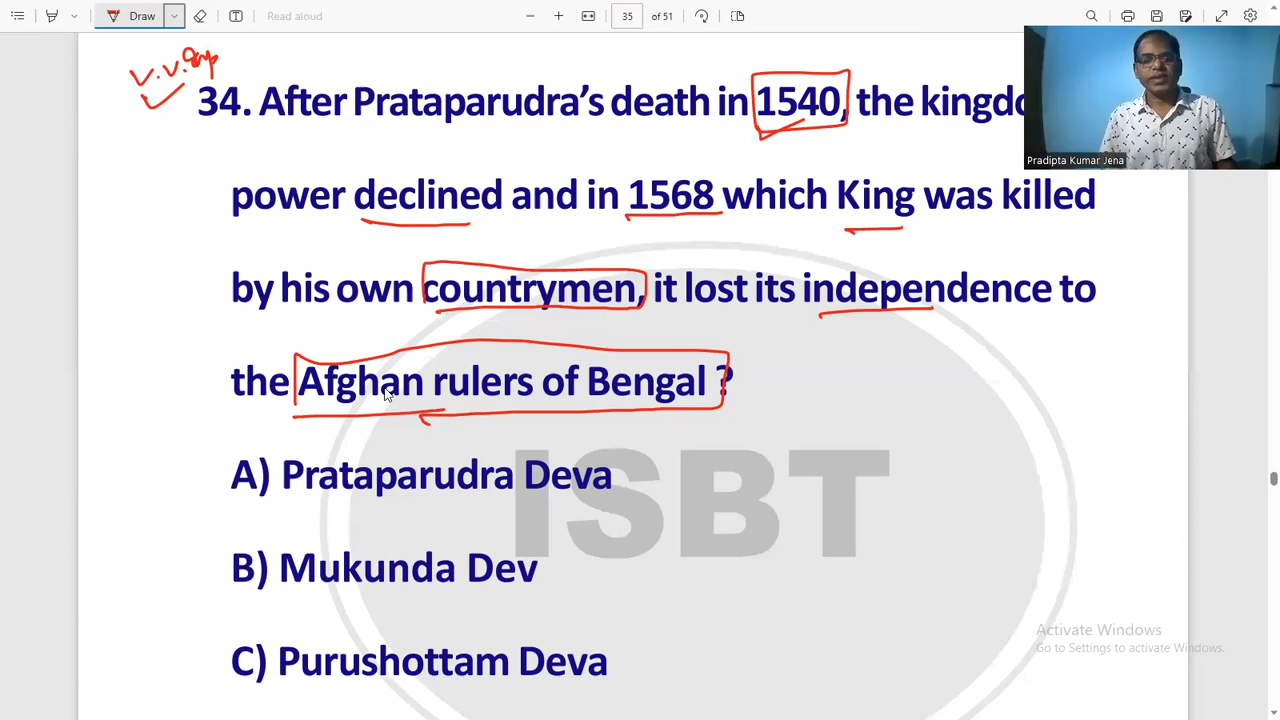 Draw
Read aloud
35 of 51
V.V.Imp
34. After Prataparudra's death in 1540, the
Pradipta Kumar Jena
power declined and in 1568 which King was killed
by his own countrymen, it lost its independence to
the Afghan rulers of Bengal ?
A) Prataparudra Deva
ISBT
B) Mukunda Dev
Activate Windows
Go to Settings to activate Windows.
C) Purushottam Deva